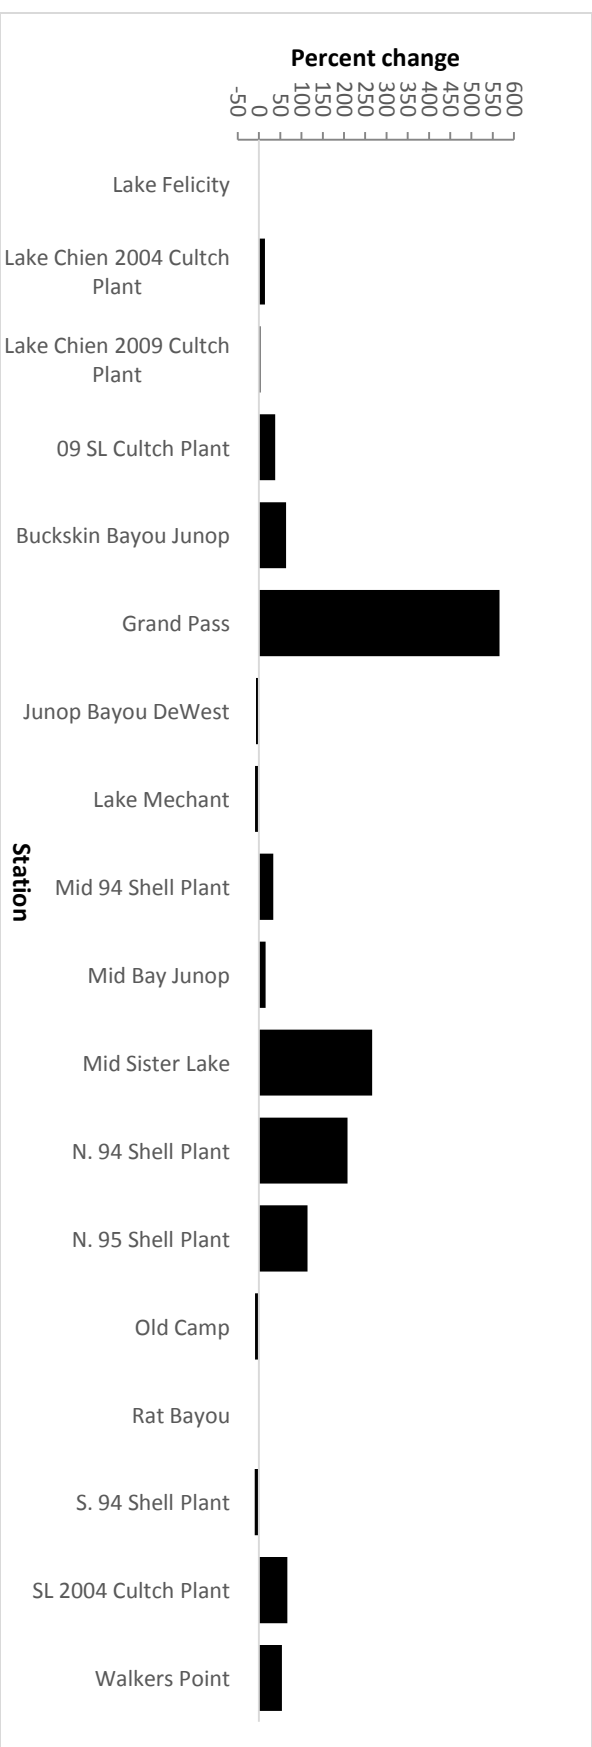 Percent change
-50
0
50
100
150
200
250
300
350
400
450
500
550
600
Lake Felicity
Lake Chien 2004 Cultch
Plant
Lake Chien 2009 Cultch
Plant
09 SL Cultch Plant
Buckskin Bayou Junop
Grand Pass
Junop Bayou DeWest
Lake Mechant
Mid 94 Shell Plant
Mid Bay Junop
Mid Sister Lake
N. 94 Shell Plant
N. 95 Shell Plant
Old Camp
Rat Bayou
S. 94 Shell Plant
SL 2004 Cultch Plant
Walkers Point
Station